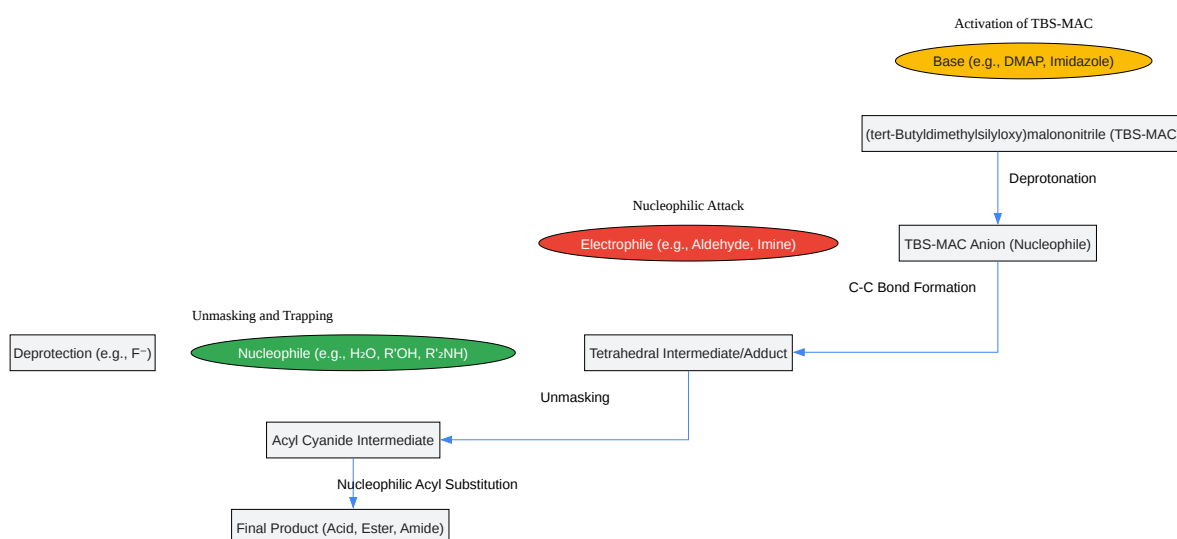 Activation of TBS-MAC
Base (e.g., DMAP, Imidazole)
(tert-Butyldimethylsilyloxy)malononitrile (TBS-MAC
Deprotonation
Nucleophilic Attack
Electrophile (e.g., Aldehyde, Imine)
TBS-MAC Anion (Nucleophile)
C-C Bond Formation
Unmasking and Trapping
Deprotection (e.g., F⁻)
Nucleophile (e.g., H₂O, R'OH, R'₂NH)
Tetrahedral Intermediate/Adduct
Unmasking
Acyl Cyanide Intermediate
Nucleophilic Acyl Substitution
Final Product (Acid, Ester, Amide)